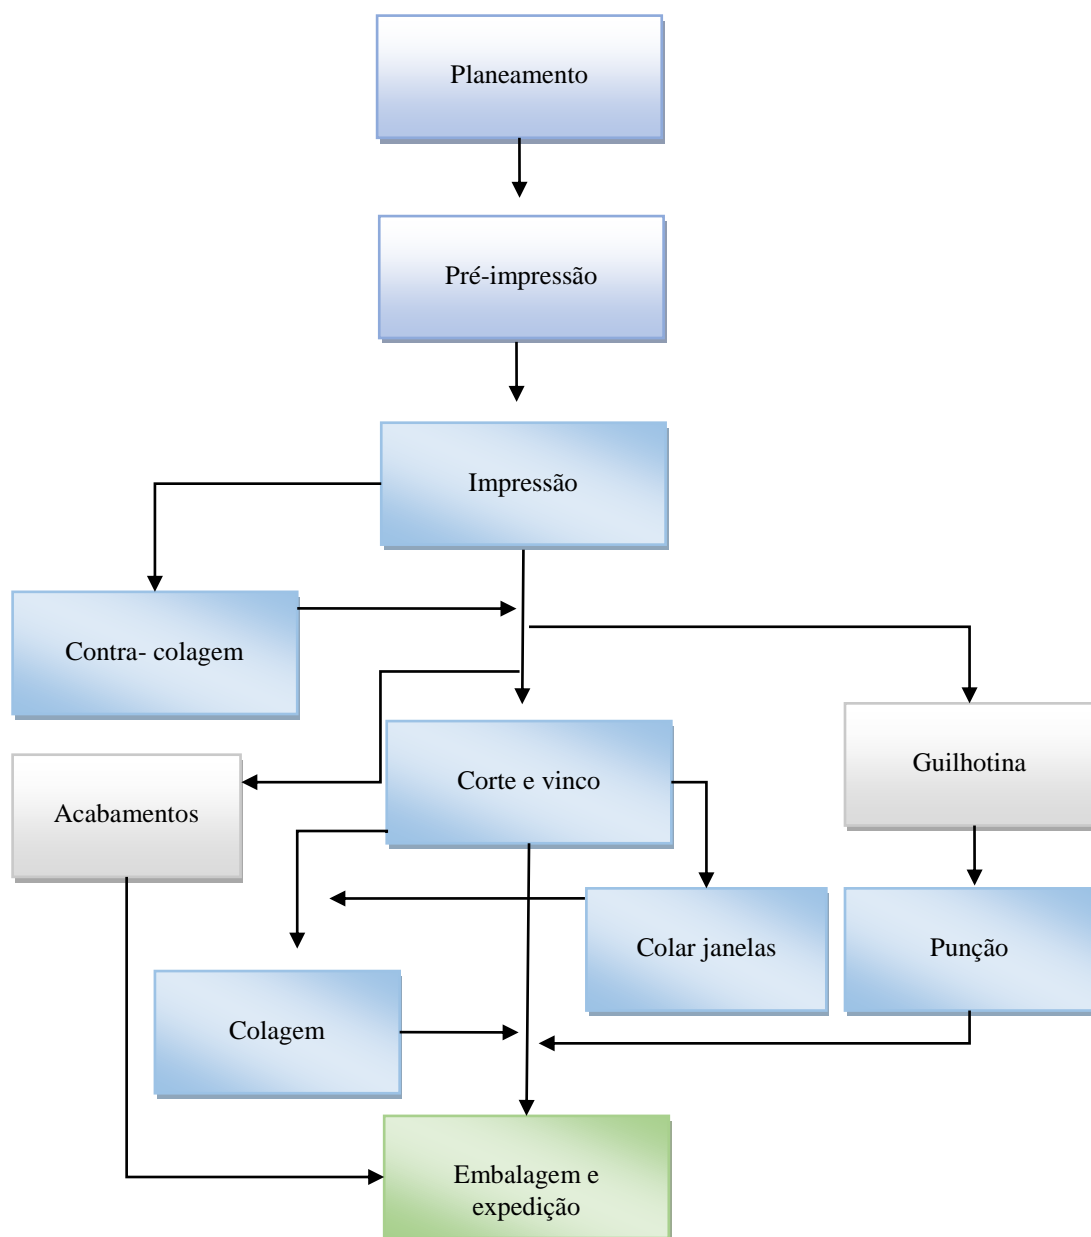 Planeamento
Pré-impressão
Impressão
Contra- colagem
Corte e vinco
Guilhotina
Acabamentos
Colar janelas
Punção
Colagem
Embalagem e
expedição